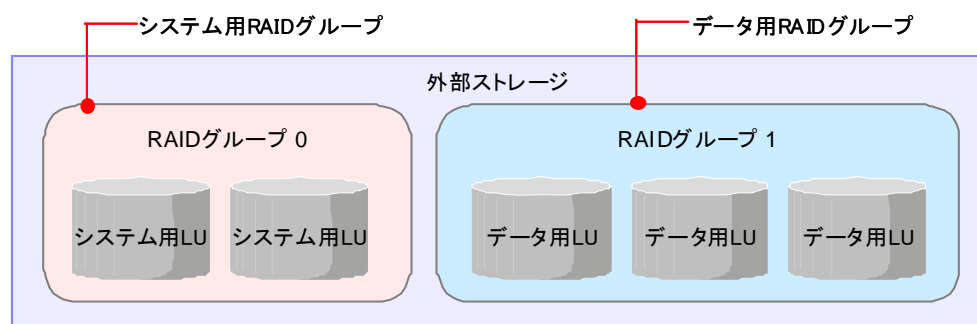 システム用RAIDグループ
データ用RAIDグループ
外部ストレージ
RAIDグループ 0
RAIDグループ 1
システム用LU
システム用LU
データ用LU
データ用LU
データ用LU